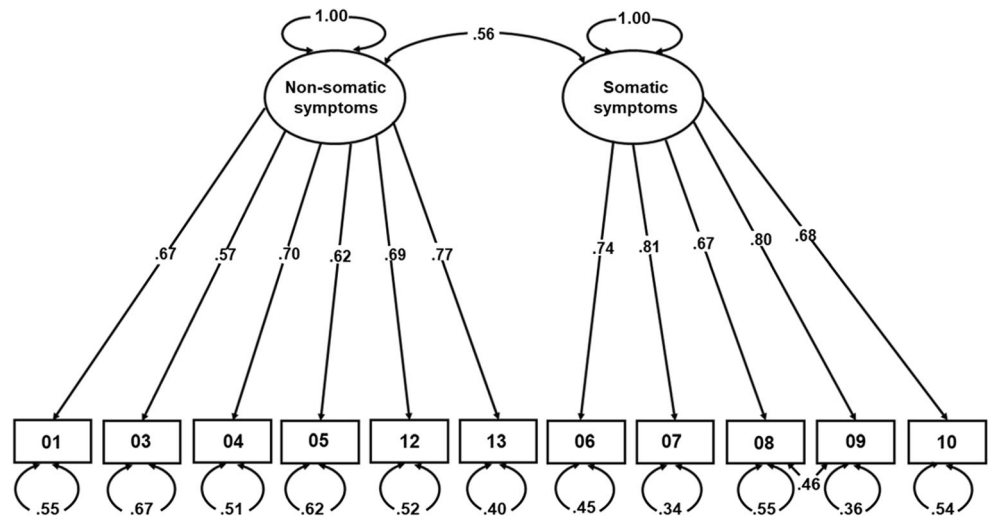 1.00
1.00
.56
Non-somatic
symptoms
Somatic
symptoms
.67 .57 .70 .62 .69 .77 .74 .81 .67 .80 .68
01 03 04 05 12 13 06 07 08 09 10
.46
.55 .67 .51 .62 .52 .40 .45 .34 .55 .36 .54